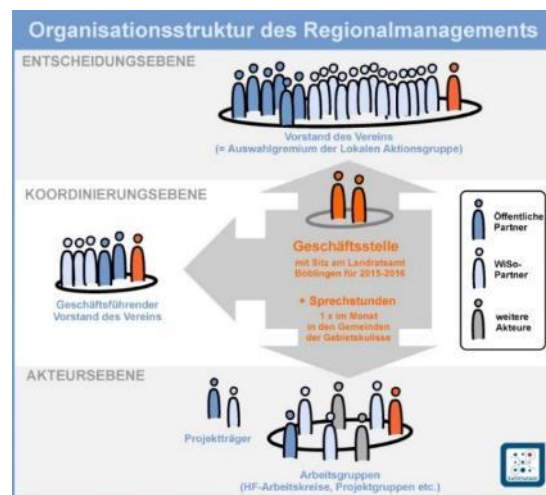 Organisationsstruktur des Regionalmanagements
ENTSCHEIDUNGSEBENE
Vorstand des Vereins
(= Auswahlgremium der Lokalen Aktionsgruppe)
KOORDINIERUNGSEBENE
Geschäftsführender
Vorstand des Vereins
Geschäftsstelle
mit Sitz am Landratsamt
Böblingen für 2015-2016
+ Sprechstunden
1 x im Monat
in den Gemeinden
der Gebietskulisse
Öffentliche
Partner
WiSo-
Partner
weitere
Akteure
AKTEURSEBENE
Projektträger
Arbeitsgruppen
(HF-Arbeitskreise, Projektgruppen etc.)